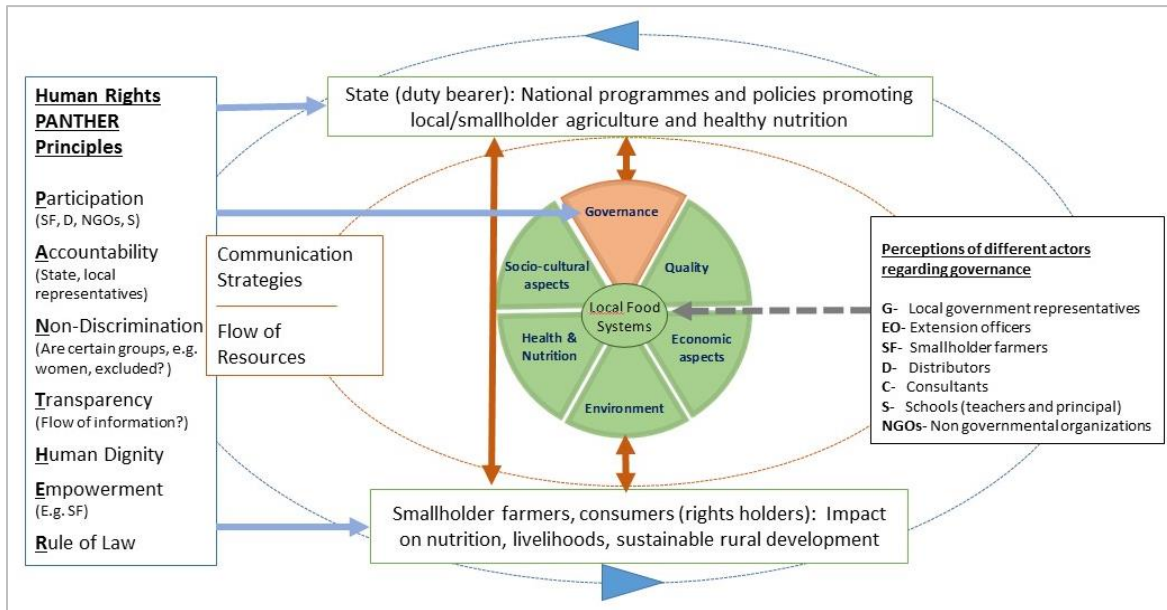 Human Rights
PANTHER
Principles
Participation
(SF, D, NGOs, S)
Accountability
(State, local
representatives)
Non-Discrimination
(Are certain groups, e.g.
women, excluded?)
Transparency
(Flow of information?)
Human Dignity
Empowerment
(E.g. SF)
Rule of Law
Communication
Strategies
Flow of
Resources
State (duty bearer): National programmes and policies promoting
local/smallholder agriculture and healthy nutrition
Governance
Socio-cultural
aspects
Quality
Local Food
Systems
Health &
Nutrition
Economic
aspects
Environment
Smallholder farmers, consumers (rights holders): Impact
on nutrition, livelihoods, sustainable rural development
Perceptions of different actors
regarding governance
G- Local government representatives
EO- Extension officers
SF- Smallholder farmers
D- Distributors
C- Consultants
S- Schools (teachers and principal)
NGOs- Non governmental organizations